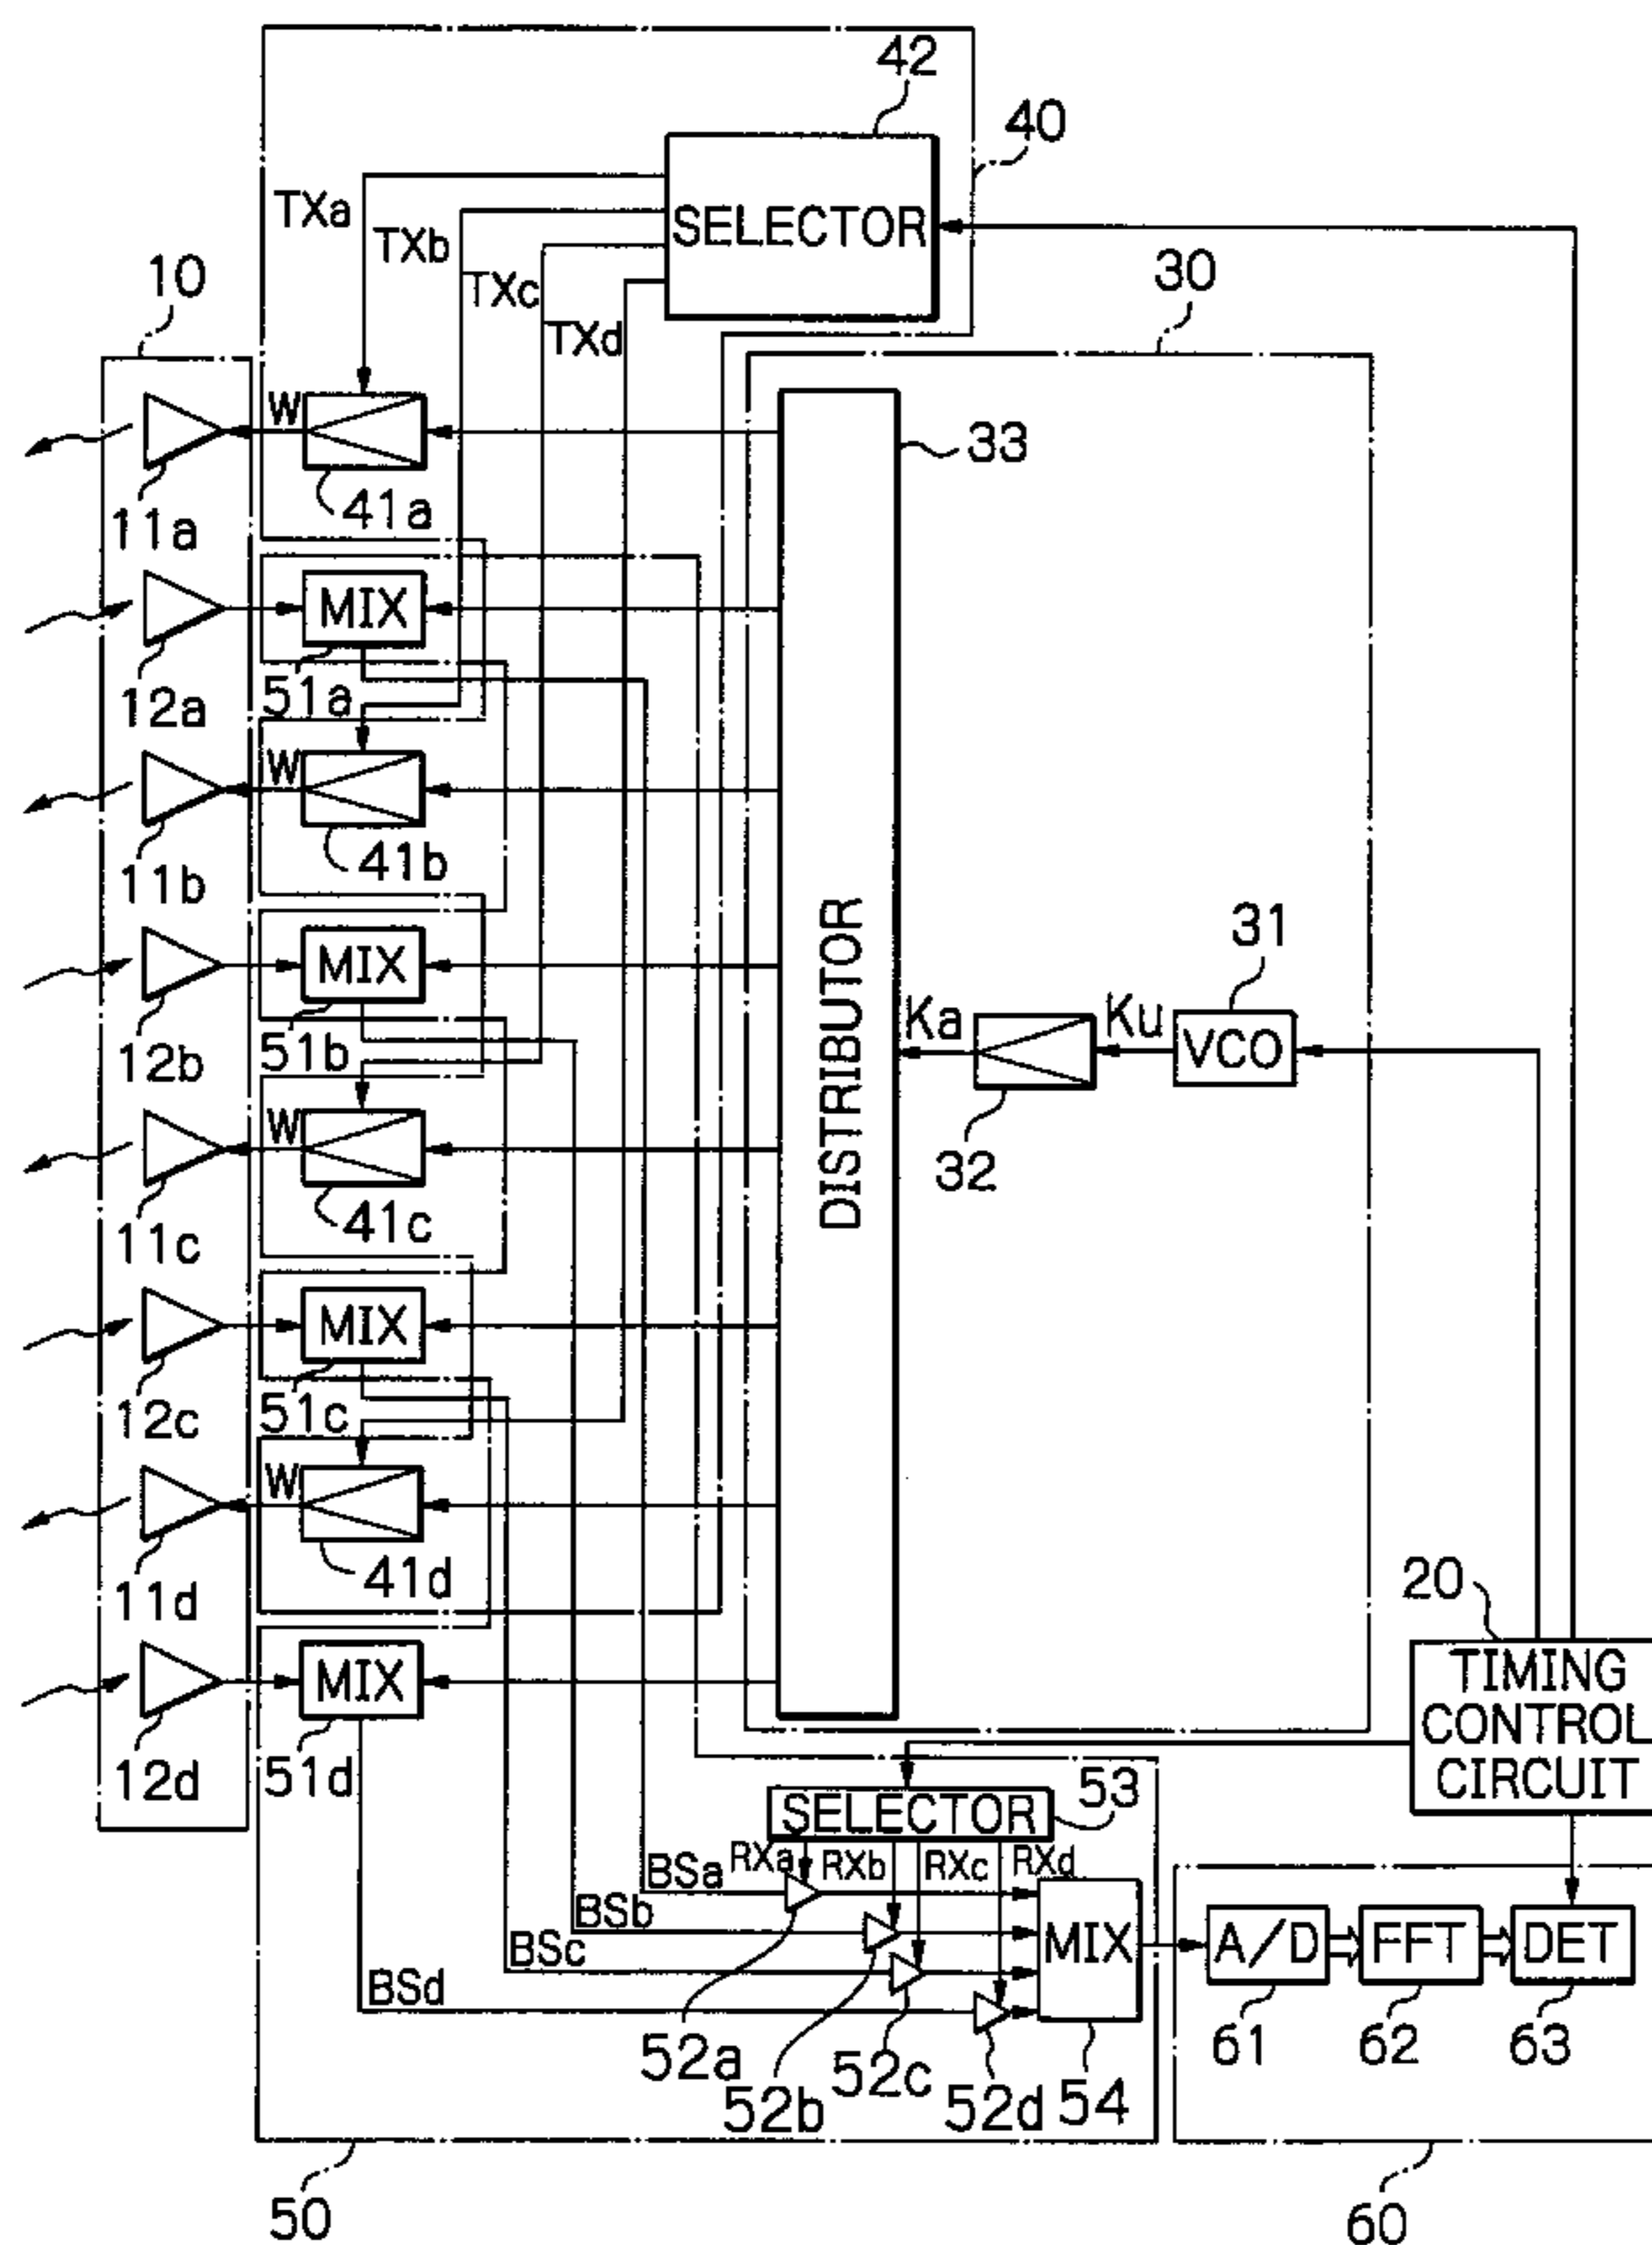 42
40
TXa
SELECTOR
TXb
30
10
TXc
TXd
W
33
41a
11a
MIX
51a
12a
W
41b
11b
31
MIX
Ka
Ku
VCO
51b
12b
DISTRIBUTOR
W
32
41c
11c
MIX
51c
12c
W
20
41d
11d
TIMING
CONTROL
CIRCUIT
MIX
51d
12d
53
SELECTOR
RXa
RXb
RXc
RXd
BSa
BSb
MIX
A/D
FFT
DET
BSc
BSd
61
62
63
52a
52c
52b
52d
54
50
60